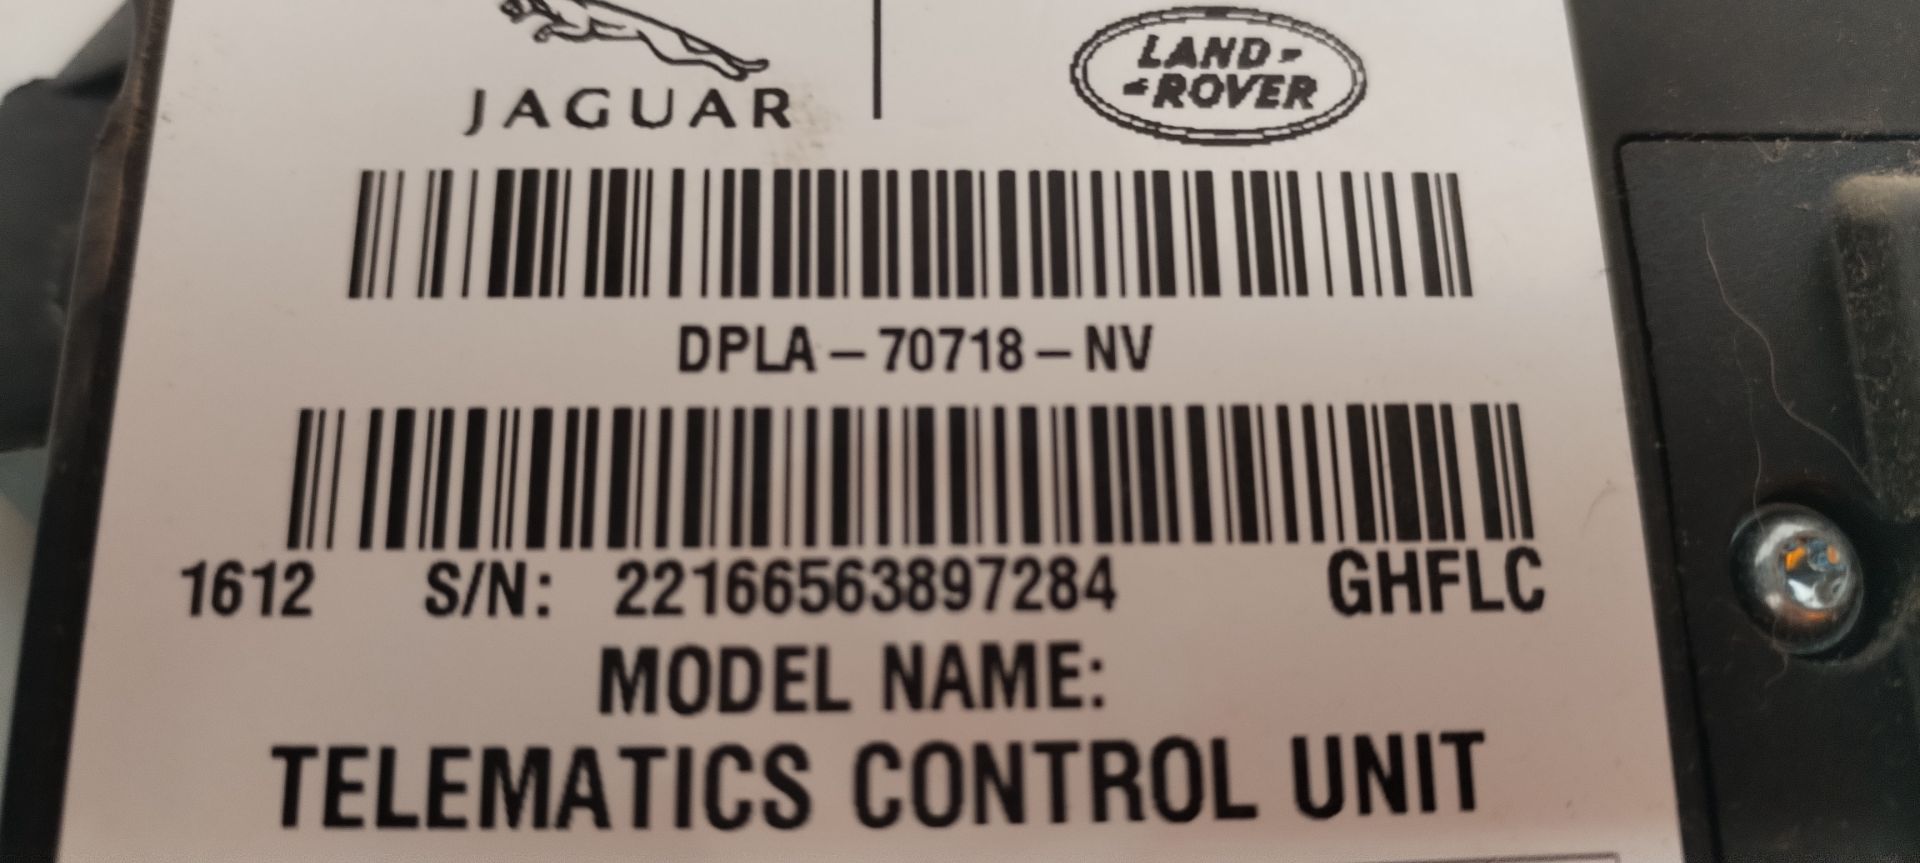 JAGUAR
LAND-
-ROVER
DPLA-70718-NV
1612 S/N: 22166563897284 GHFLC
MODEL NAME:
TELEMATICS CONTROL UNIT